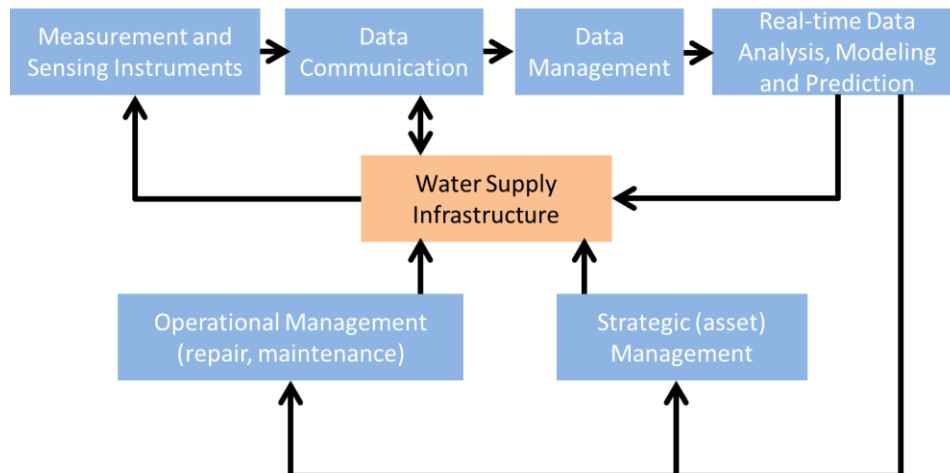 Measurement and
Sensing Instruments
Data
Communication
Data
Management
Real-time Data
Analysis, Modeling
and Prediction
Water Supply
Infrastructure
Operational Management
(repair, maintenance)
Strategic (asset)
Management